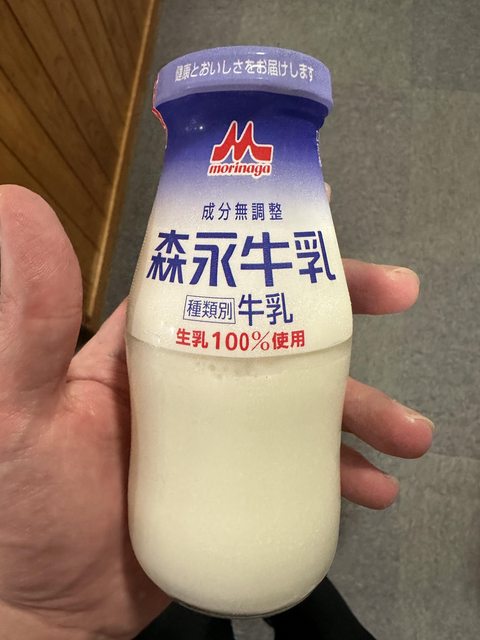 健康とおいしさをお届けします
morinaga
成分無調整
森永牛乳
種類別 牛乳
生乳100%使用